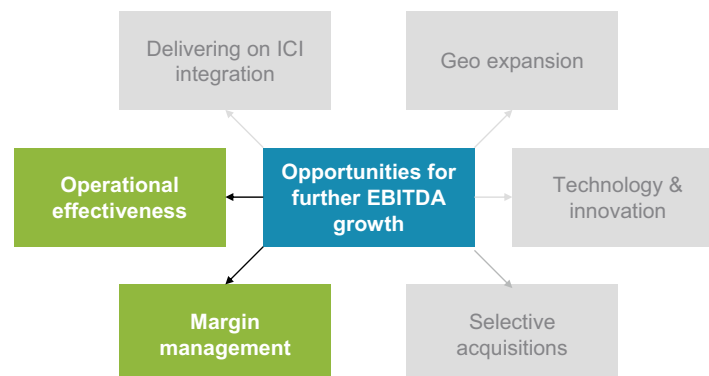 Delivering on ICI
integration
Geo expansion
Operational
effectiveness
Opportunities for
further EBITDA
growth
Technology &
innovation
Margin
management
Selective
acquisitions